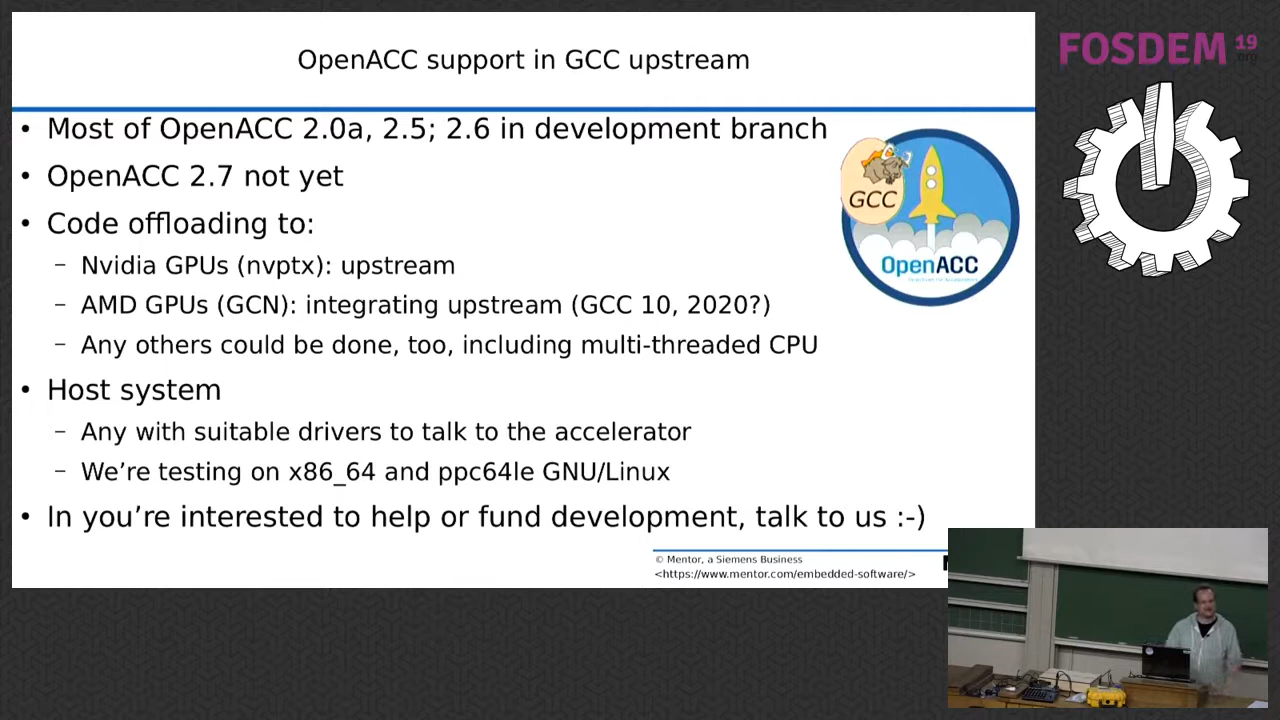 OpenACC support in GCC upstream
• Most of OpenACC 2.0a, 2.5; 2.6 in development branch
• OpenACC 2.7 not yet
• Code offloading to:
– Nvidia GPUs (nvptx): upstream
– AMD GPUs (GCN): integrating upstream (GCC 10, 2020?)
– Any others could be done, too, including multi-threaded CPU
• Host system
– Any with suitable drivers to talk to the accelerator
– We’re testing on x86_64 and ppc64le GNU/Linux
• In you’re interested to help or fund development, talk to us :-)
GCC
OpenACC
© Mentor, a Siemens Business
<https://www.mentor.com/embedded-software/>
FOSDEM 19
.org